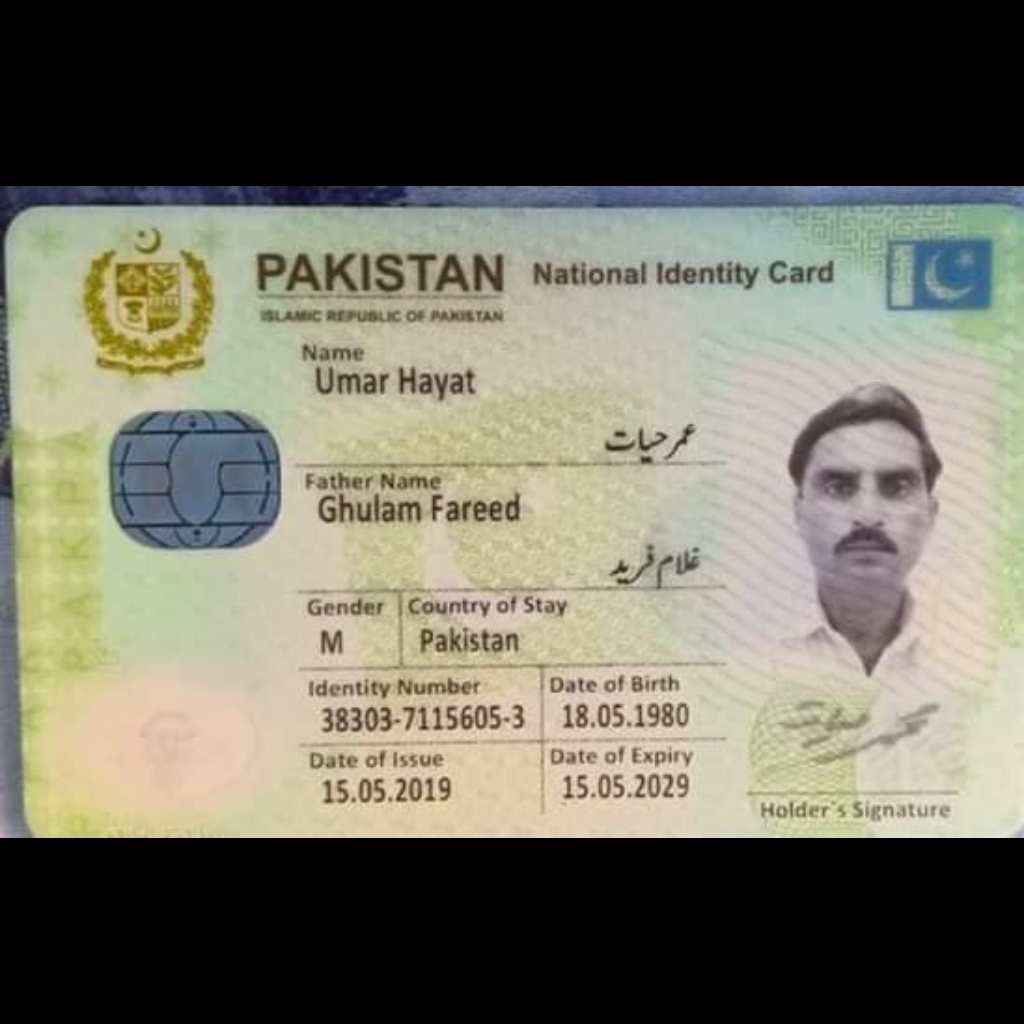 PAKISTAN National Identity Card
ISLAMIC REPUBLIC OF PAKISTAN
Name
Umar Hayat
عمر حیات
Father Name
Ghulam Fareed
غلام فرید
Gender Country of Stay
M Pakistan
Identity Number Date of Birth
38303-7115605-3 18.05.1980
Date of Issue Date of Expiry
15.05.2019 15.05.2029
Holder`s Signature